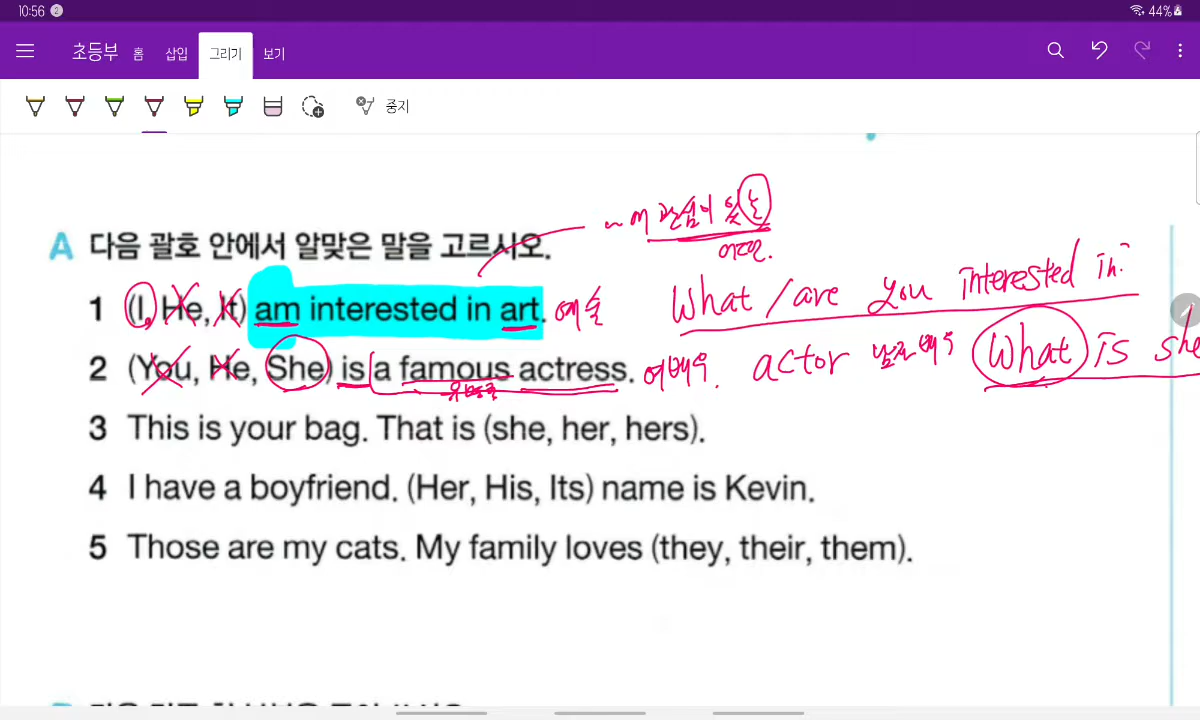 10:56 2 44%
초등부 홈 삽입 그리기 보기
중지
~에 관심이 있는
A 다음 괄호 안에서 알맞은 말을 고르시오.
1 (I, He, It) am interested in art. 예술
What / are you interested in?
2 (You, He, She) is a famous actress. 여배우. actor 남자배우 What is she
유명한
3 This is your bag. That is (she, her, hers).
4 I have a boyfriend. (Her, His, Its) name is Kevin.
5 Those are my cats. My family loves (they, their, them).